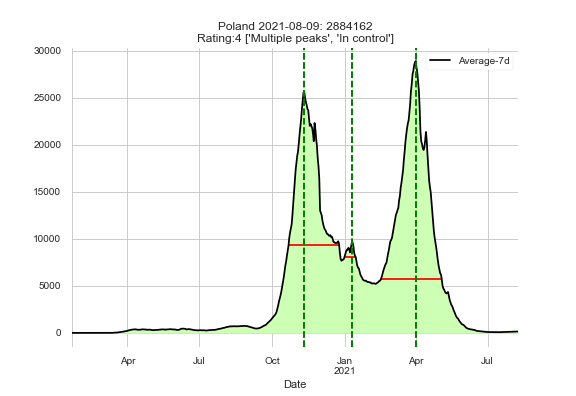 Poland 2021-08-09: 2884162
Rating:4 ['Multiple peaks', 'In control']
30000
25000
20000
15000
10000
5000
0
Average-7d
Apr
Jul
Oct
Jan
2021
Apr
Jul
Date